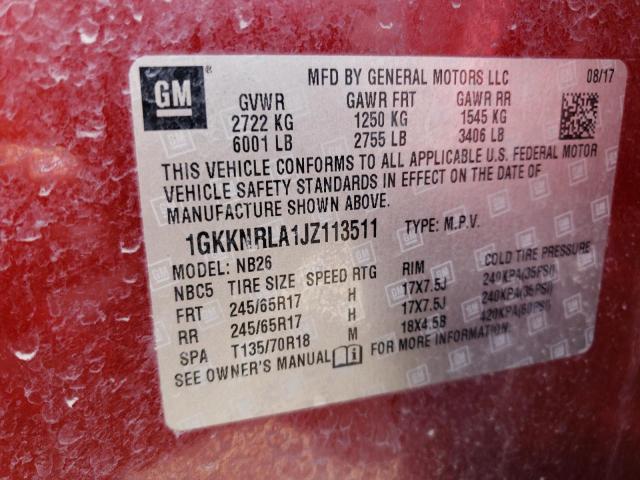 GM
®
MFD BY GENERAL MOTORS LLC 08/17
GVWR GAWR FRT GAWR RR
2722 KG 1250 KG 1545 KG
6001 LB 2755 LB 3406 LB
THIS VEHICLE CONFORMS TO ALL APPLICABLE U.S. FEDERAL MOTOR
VEHICLE SAFETY STANDARDS IN EFFECT ON THE DATE OF
MANUFACTURE SHOWN ABOVE.
1GKKNRLA1JZ113511 TYPE: M.P.V.
MODEL: NB26
NBC5 TIRE SIZE SPEED RTG RIM COLD TIRE PRESSURE
FRT 245/65R17 H 17X7.5J 240KPA(35PSI)
RR 245/65R17 H 17X7.5J 240KPA(35PSI)
SPA T135/70R18 M 18X4.5B 420KPA(60PSI)
SEE OWNER'S MANUAL FOR MORE INFORMATION.